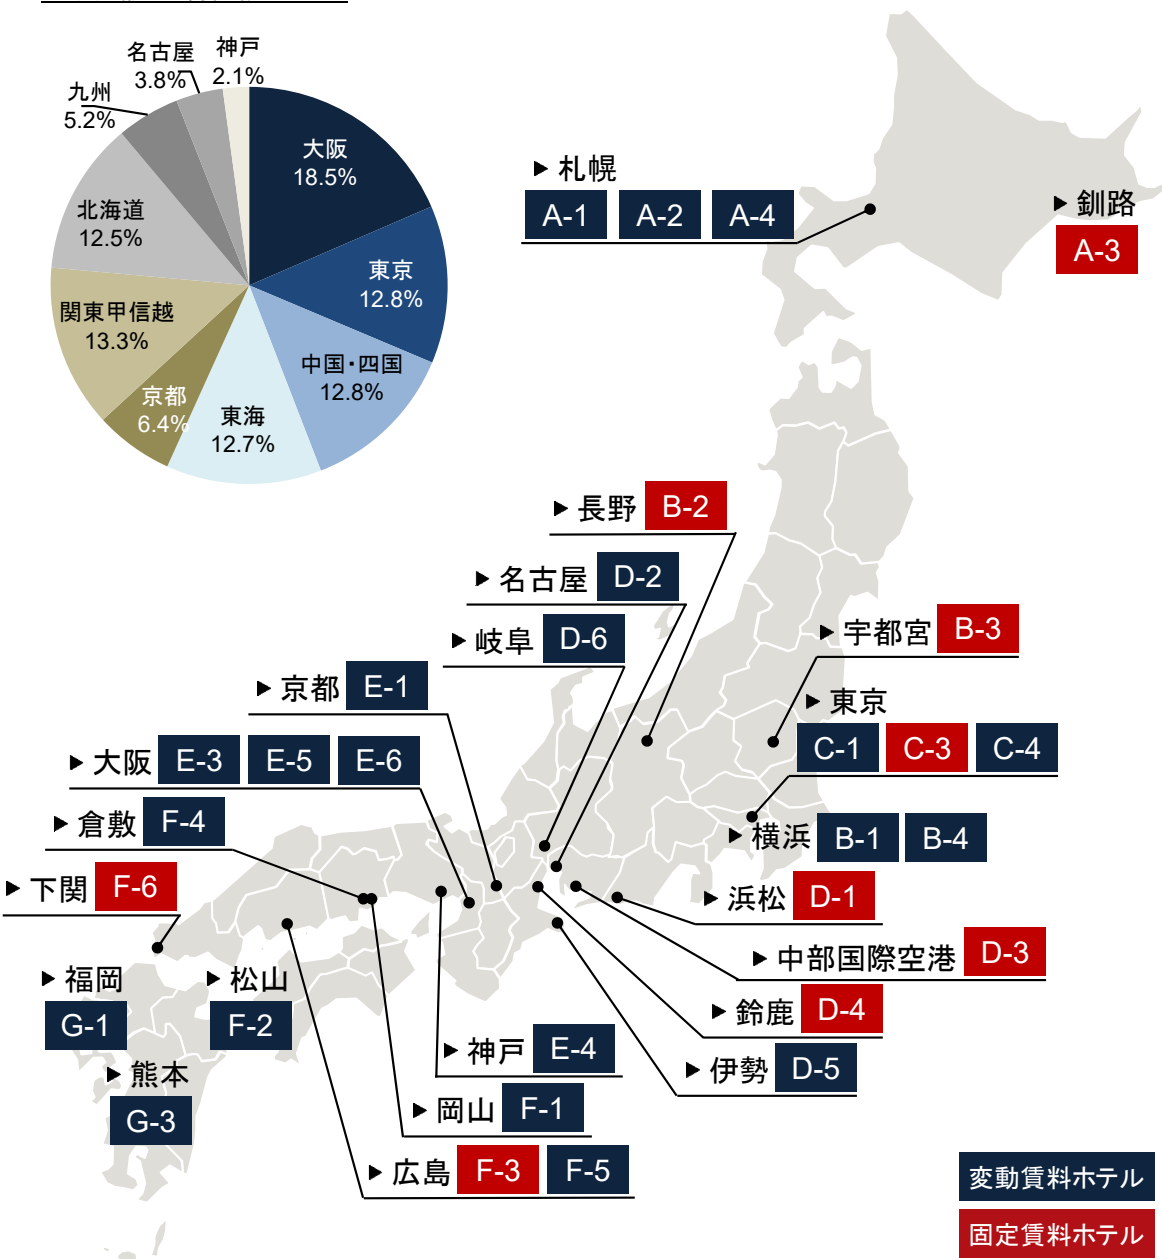 神戸
2.1%
名古屋
3.8%
九州
5.2%
大阪
18.5%
北海道
12.5%
東京
12.8%
関東甲信越
13.3%
中国・四国
12.8%
京都
6.4%
東海
12.7%
▶ 札幌
A-1 A-2 A-4
▶ 釧路
A-3
▶ 長野 B-2
▶ 名古屋 D-2
▶ 岐阜 D-6
▶ 宇都宮 B-3
▶ 京都 E-1
▶ 東京
C-1 C-3 C-4
▶ 大阪 E-3 E-5 E-6
▶ 倉敷 F-4
▶ 横浜 B-1 B-4
▶ 下関 F-6
▶ 浜松 D-1
▶ 中部国際空港 D-3
▶ 福岡
G-1
▶ 松山
F-2
▶ 鈴鹿 D-4
▶ 神戸 E-4
▶ 伊勢 D-5
▶ 熊本
G-3
▶ 岡山 F-1
▶ 広島 F-3 F-5
変動賃料ホテル
固定賃料ホテル